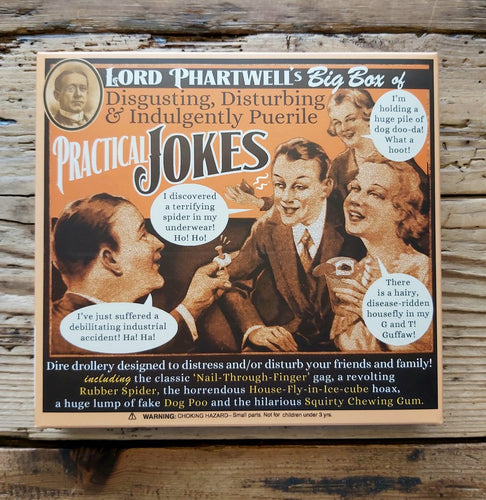 LORD PHARTWELL'S Big Box of
Disgusting, Disturbing
& Indulgently Puerile
PRACTICAL JOKES
I'm
holding a
huge pile of
dog doo-da!
What a
hoot!
I discovered
a terrifying
spider in my
underwear!
Ho! Ho!
I've just suffered a
debilitating industrial
accident! Ha! Ha!
There
is a hairy,
disease-ridden
housefly in my
G and T!
Guffaw!
Dire drollery designed to distress and/or disturb your friends and family!
including the classic 'Nail-Through-Finger' gag, a revolting
Rubber Spider, the horrendous House-Fly-in-Ice-cube hoax,
a huge lump of fake Dog Poo and the hilarious Squirty Chewing Gum.
WARNING: CHOKING HAZARD- Small parts. Not for children under 3 yrs.